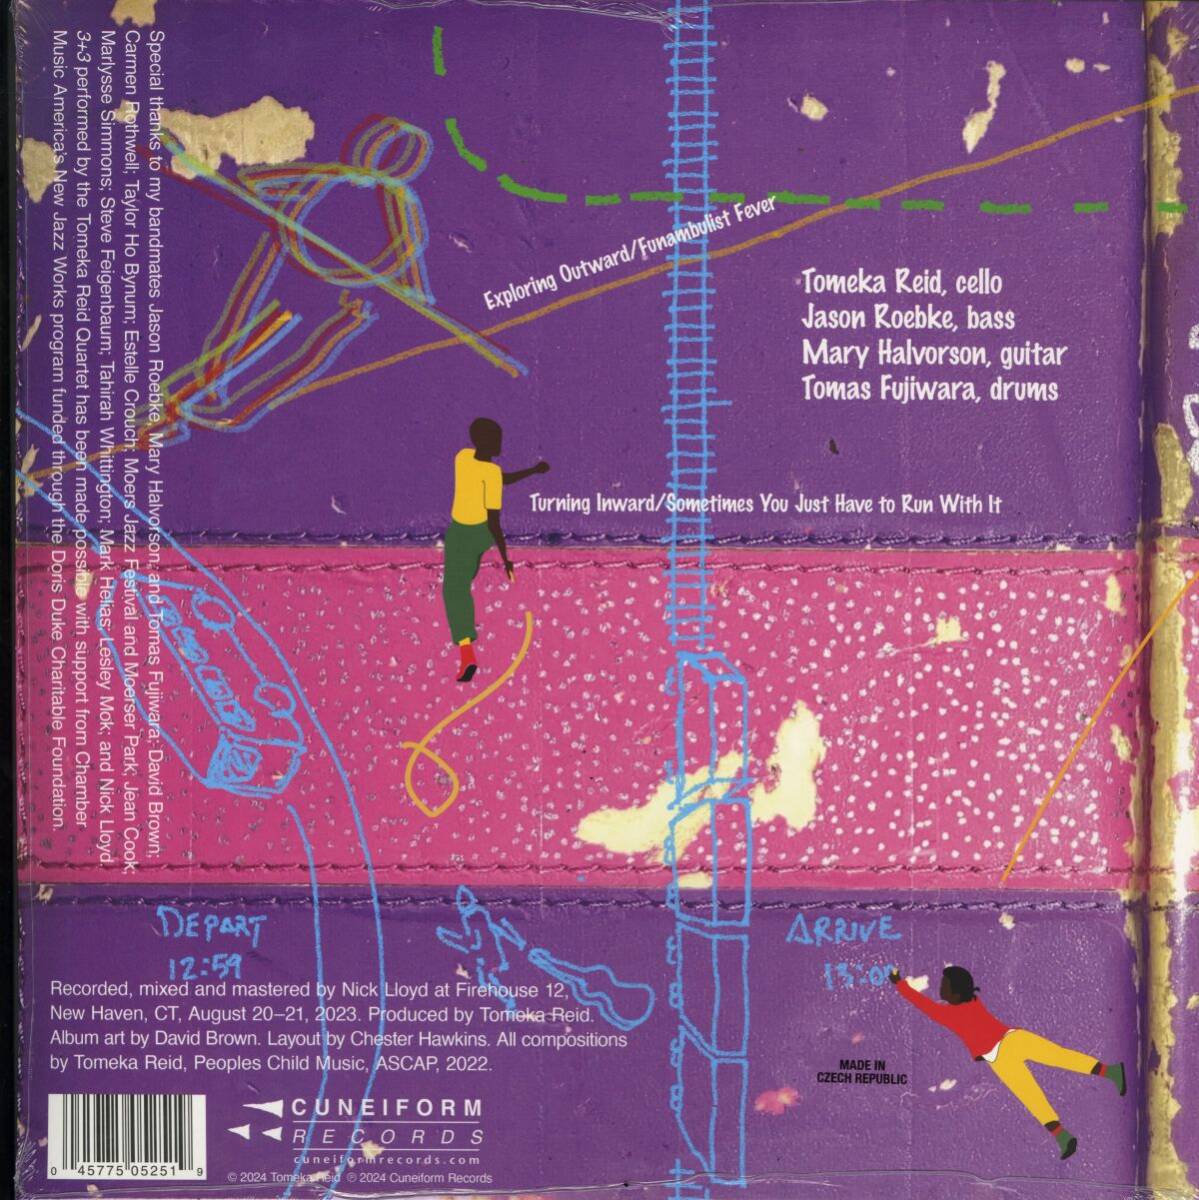 Special thanks to my bandmates Jason Roebke, Mary Halvorson; and Tomas Fujiwara; David Brown;
Carmen Rothwell; Taylor Ho Bynum; Estelle Crouch; Moers Jazz Festival and Moerser Park; Jean Cook;
Marlysse Simmons; Steve Feigenbaum; Tahirah Whittington; Mark Helias; Lesley Mok; and Nick Lloyd.
3+3 performed by the Tomeka Reid Quartet has been made possible with support from Chamber
Music America's New Jazz Works program funded through the Doris Duke Charitable Foundation.
Exploring Outward/Funambulist Fever
Tomeka Reid, cello
Jason Roebke, bass
Mary Halvorson, guitar
Tomas Fujiwara, drums
Turning Inward/Sometimes You Just Have to Run With It
DEPART
12:59
ARRIVE
Recorded, mixed and mastered by Nick Lloyd at Firehouse 12,
New Haven, CT, August 20–21, 2023. Produced by Tomeka Reid.
Album art by David Brown. Layout by Chester Hawkins. All compositions
by Tomeka Reid, Peoples Child Music, ASCAP, 2022.
MADE IN
CZECH REPUBLIC
0 45775 05251 9
CUNEIFORM
RECORDS
cuneiformrecords.com
© 2024 Tomeka Reid ℗ 2024 Cuneiform Records